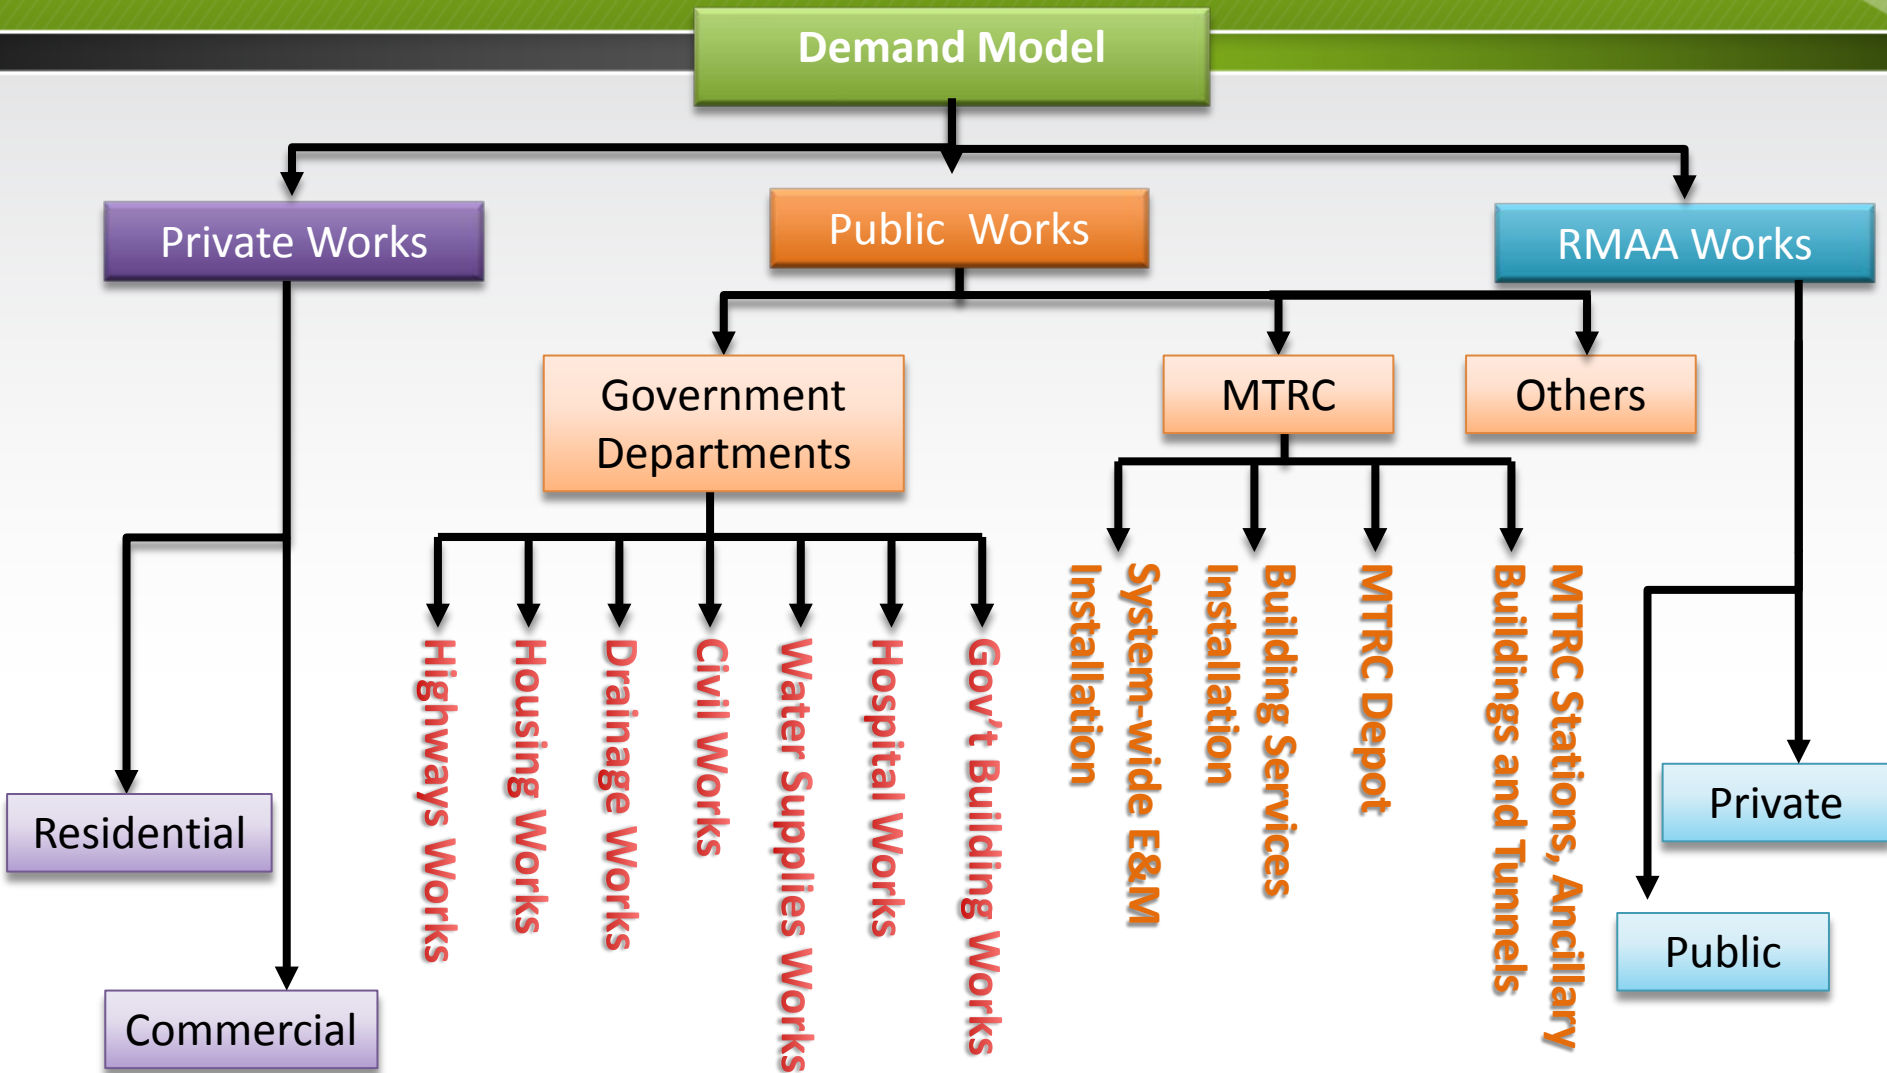 Demand Model
Private Works
Public Works
RMAA Works
Government
Departments
MTRC
Others
Highways Works
Housing Works
Drainage Works
Civil Works
Water Supplies Works
Hospital Works
Gov’t Building Works
System-wide E&M
Installation
Building Services
Installation
MTRC Depot
MTRC Stations, Ancillary
Buildings and Tunnels
Residential
Commercial
Private
Public